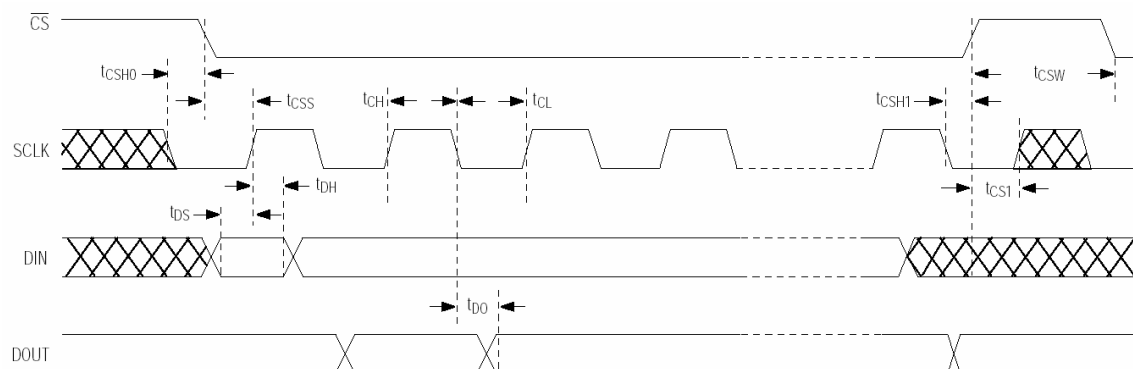 CS
tCSH0
tCSW
tCSS
tCH
tCL
tCSH1
SCLK
tDH
tCS1
tDS
DIN
tDO
DOUT